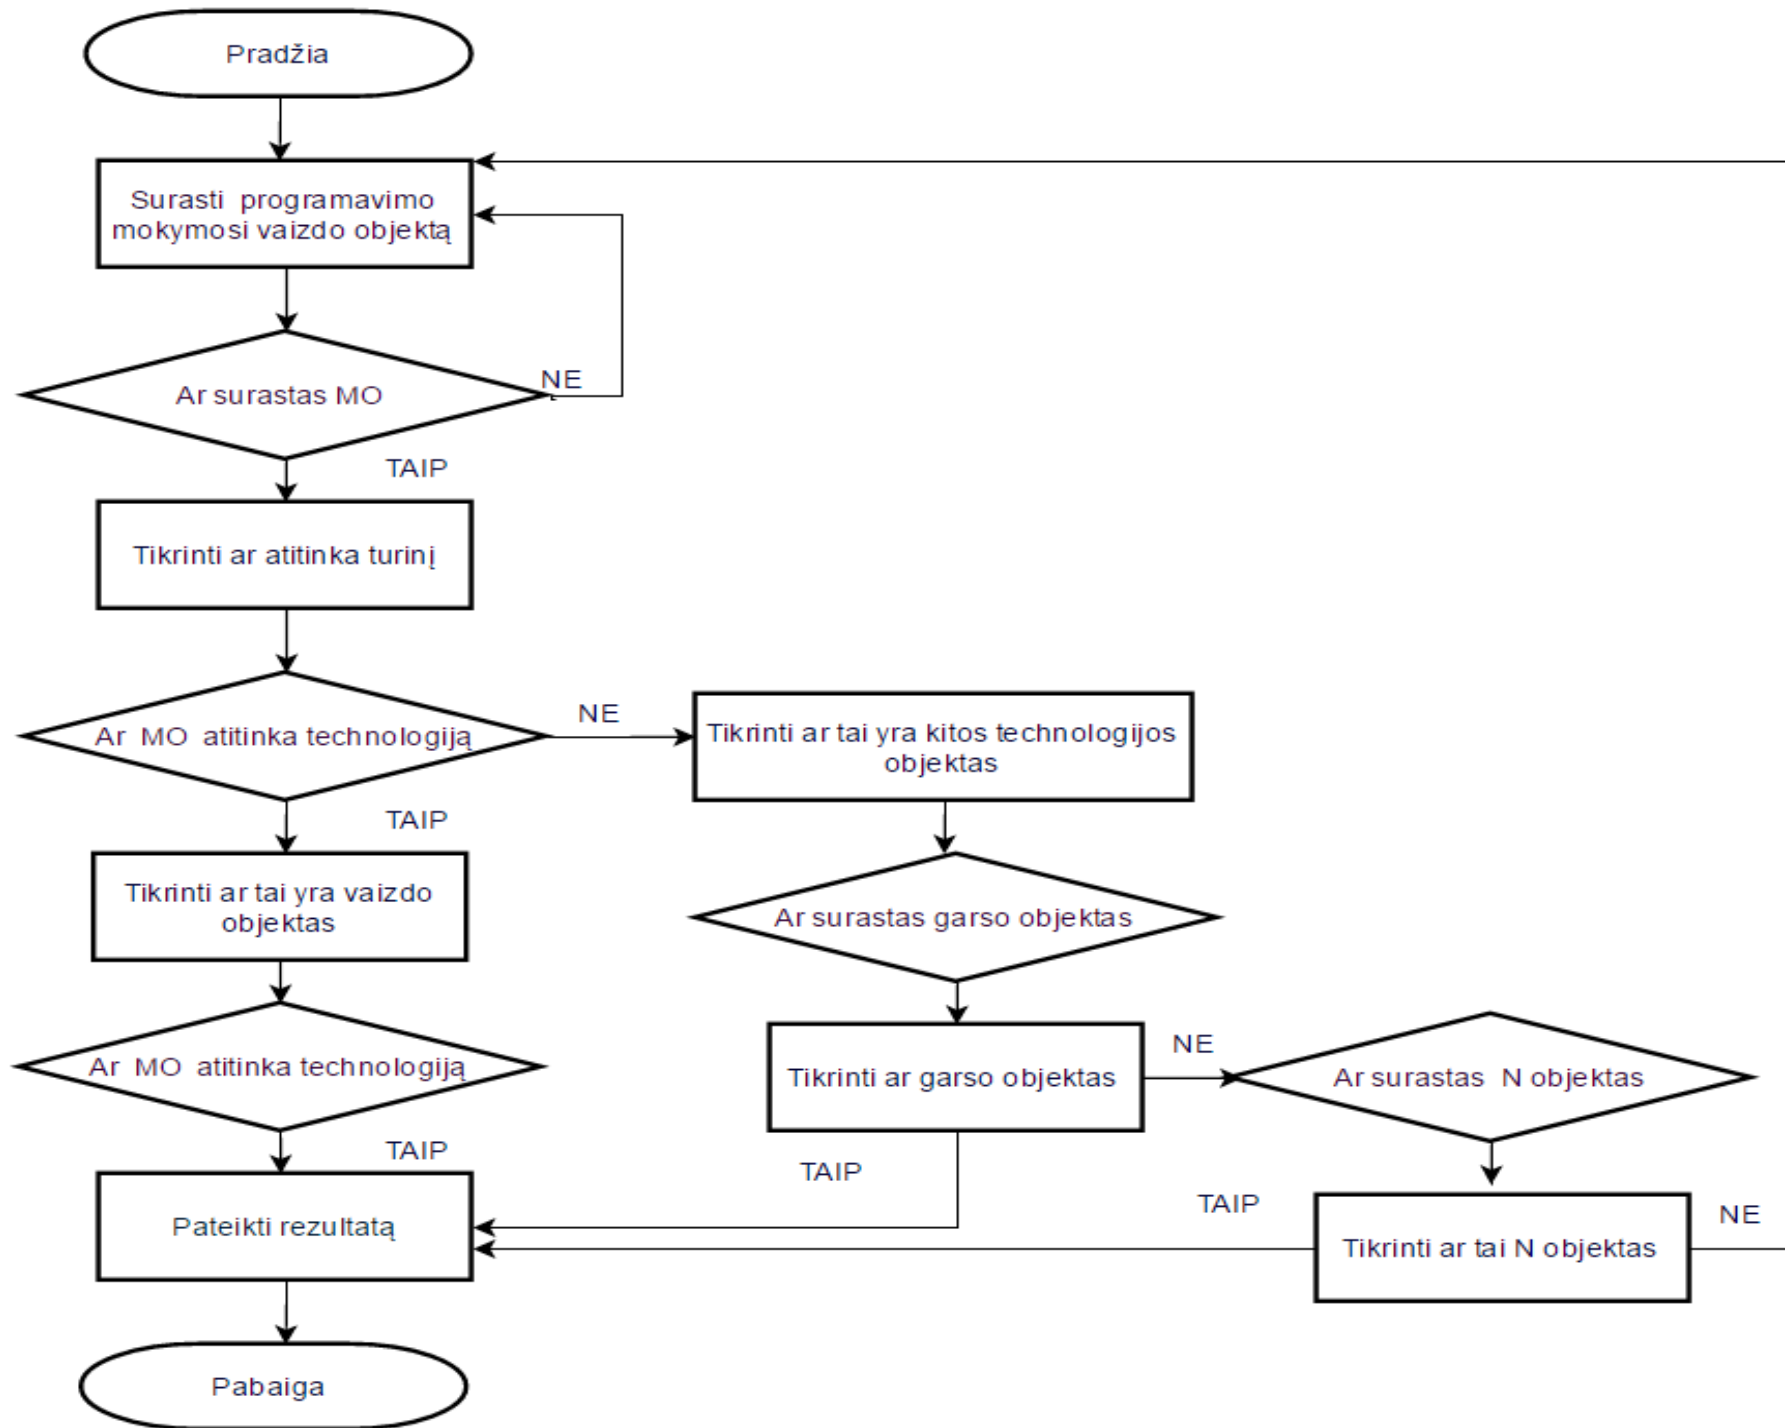 Pradžia
Surasti programavimo
mokymosi vaizdo objektą
Ar surastas MO
NE
TAIP
Tikrinti ar atitinka turinį
Ar MO atitinka technologiją
NE
Tikrinti ar tai yra kitos technologijos
objektas
TAIP
Tikrinti ar tai yra vaizdo
objektas
Ar surastas garso objektas
Ar MO atitinka technologiją
Tikrinti ar garso objektas
NE
Ar surastas N objektas
TAIP
TAIP
Pateikti rezultatą
TAIP
Tikrinti ar tai N objektas
NE
Pabaiga